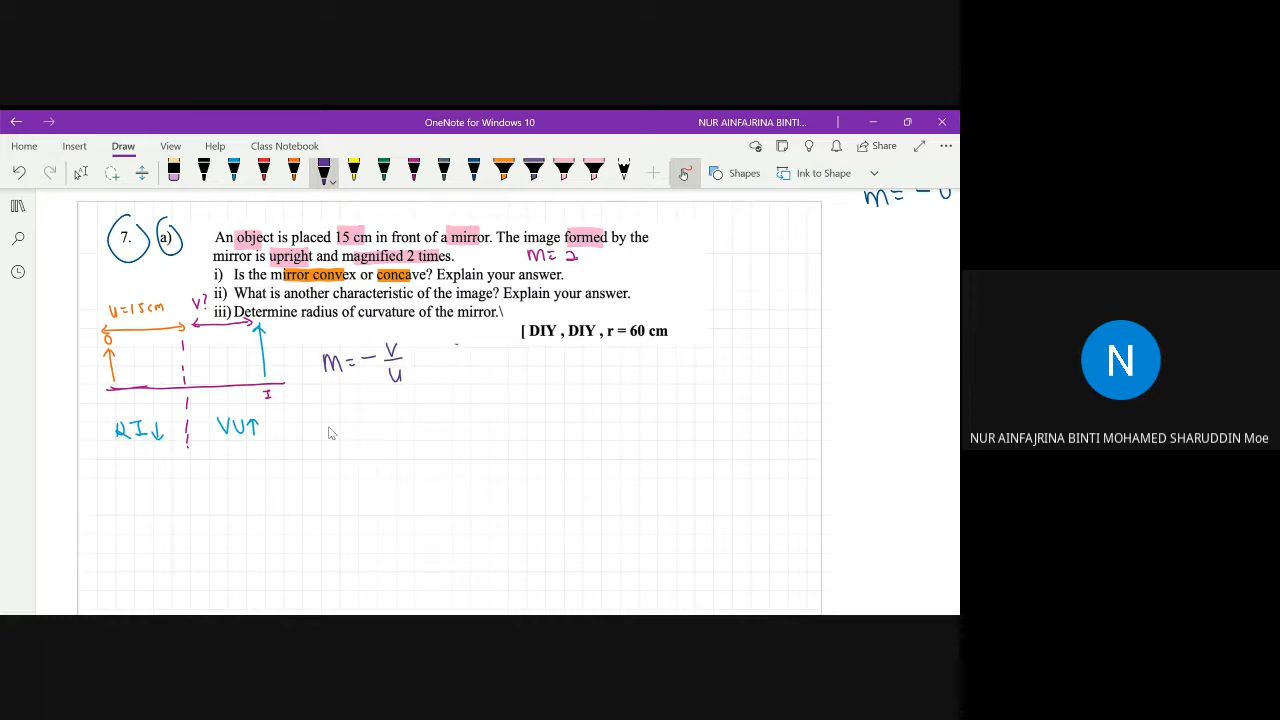 OneNote for Windows 10
NUR AINFAJRINA BINTI...
Home Insert Draw View Help Class Notebook
Share
Shapes
Ink to Shape
7. a) An object is placed 15 cm in front of a mirror. The image formed by the
mirror is upright and magnified 2 times.
m = 2
i) Is the mirror convex or concave? Explain your answer.
ii) What is another characteristic of the image? Explain your answer.
iii) Determine radius of curvature of the mirror.\
[ DIY , DIY , r = 60 cm
u = 15 cm
v?
O
I
m = - v/u
RI↓
VU↑
N
NUR AINFAJRINA BINTI MOHAMED SHARUDDIN Moe